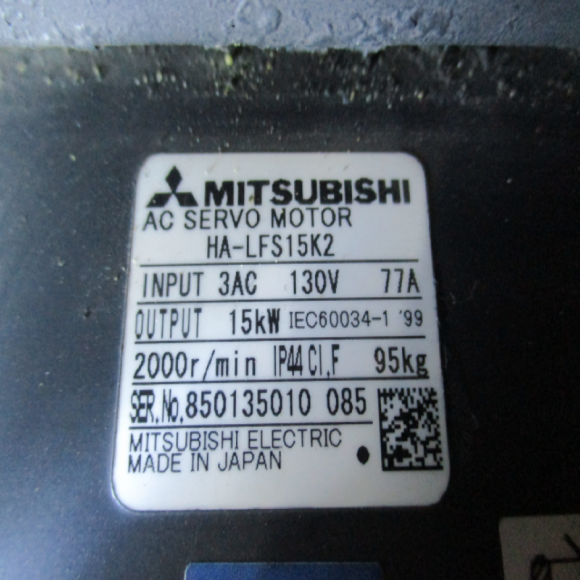 MITSUBISHI
AC SERVO MOTOR
HA-LFS15K2
INPUT 3AC 130V 77A
OUTPUT 15kW IEC60034-1 '99
2000r/min IP44 CI.F 95kg
SER.No.850135010 085
MITSUBISHI ELECTRIC
MADE IN JAPAN